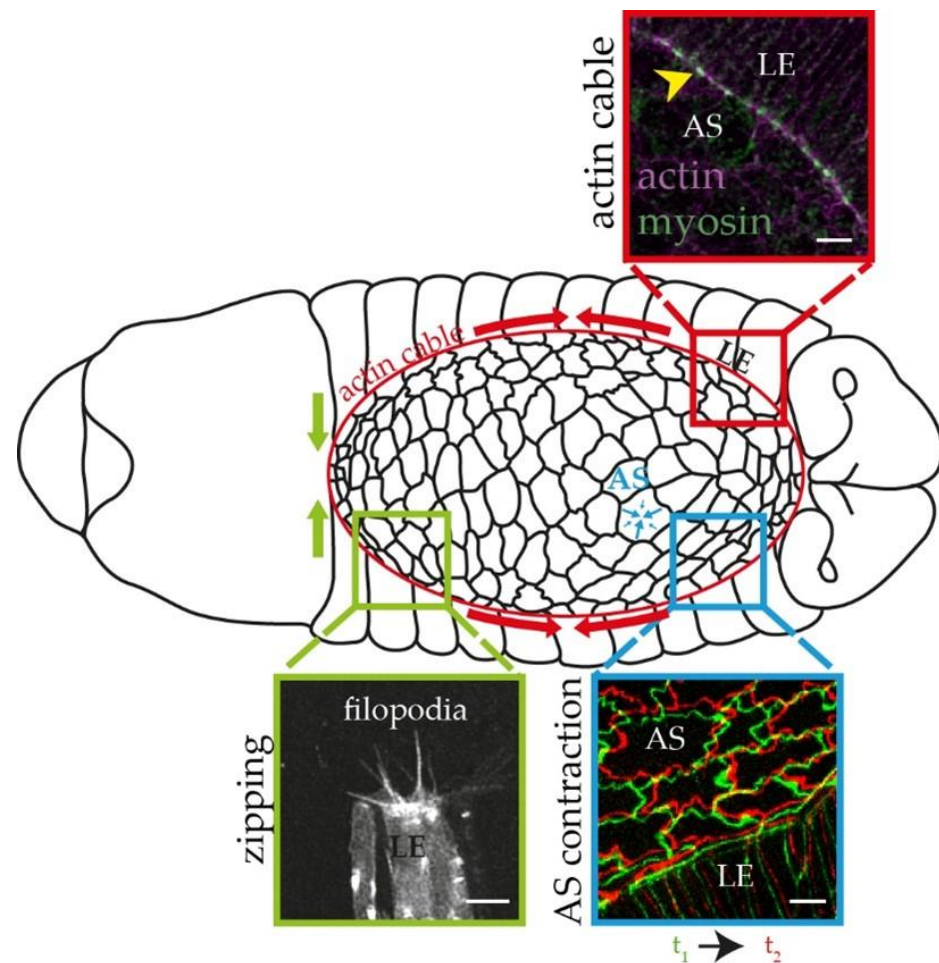 actin cable
LE
AS
actin
myosin
actin cable
LE
AS
zipping
filopodia
LE
AS contraction
AS
LE
t₁ t₂